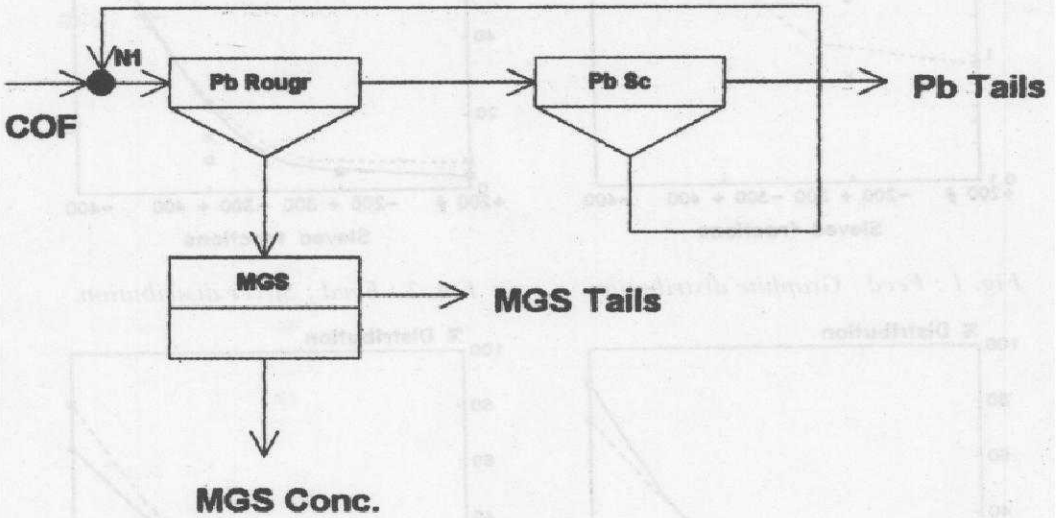 N1
Pb Rougr
Pb Sc
Pb Tails
COF
MGS
MGS Tails
MGS Conc.